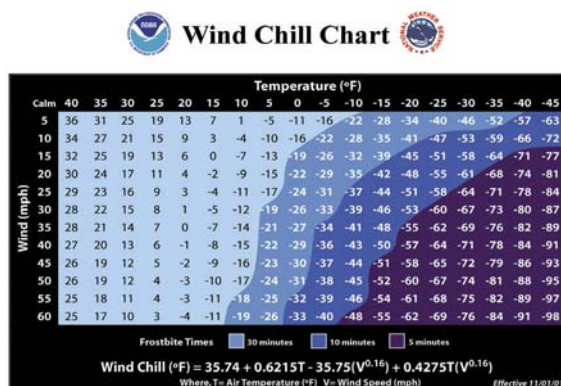 NOAA
Wind Chill Chart
NATIONAL WEATHER SERVICE
Temperature (ºF)
Calm 40 35 30 25 20 15 10 5 0 -5 -10 -15 -20 -25 -30 -35 -40 -45
5 36 31 25 19 13 7 1 -5 -11 -16 -22 -28 -34 -40 -46 -52 -57 -63
10 34 27 21 15 9 3 -4 -10 -16 -22 -28 -35 -41 -47 -53 -59 -66 -72
15 32 25 19 13 6 0 -7 -13 -19 -26 -32 -39 -45 -51 -58 -64 -71 -77
20 30 24 17 11 4 -2 -9 -15 -22 -29 -35 -42 -48 -55 -61 -68 -74 -81
25 29 23 16 9 3 -4 -11 -17 -24 -31 -37 -44 -51 -58 -64 -71 -78 -84
30 28 22 15 8 1 -5 -12 -19 -26 -33 -39 -46 -53 -60 -67 -73 -80 -87
35 28 21 14 7 0 -7 -14 -21 -27 -34 -41 -48 -55 -62 -69 -76 -82 -89
40 27 20 13 6 -1 -8 -15 -22 -29 -36 -43 -50 -57 -64 -71 -78 -84 -91
45 26 19 12 5 -2 -9 -16 -23 -30 -37 -44 -51 -58 -65 -72 -79 -86 -93
50 26 19 12 4 -3 -10 -17 -24 -31 -38 -45 -52 -60 -67 -74 -81 -88 -95
55 25 18 11 4 -3 -11 -18 -25 -32 -39 -46 -54 -61 -68 -75 -82 -89 -97
60 25 17 10 3 -4 -11 -19 -26 -33 -40 -48 -55 -62 -69 -76 -84 -91 -98
Wind (mph)
Frostbite Times 30 minutes 10 minutes 5 minutes
Wind Chill (ºF) = 35.74 + 0.6215T - 35.75(V0.16) + 0.4275T(V0.16)
Where, T= Air Temperature (ºF) V= Wind Speed (mph) Effective 11/01/0